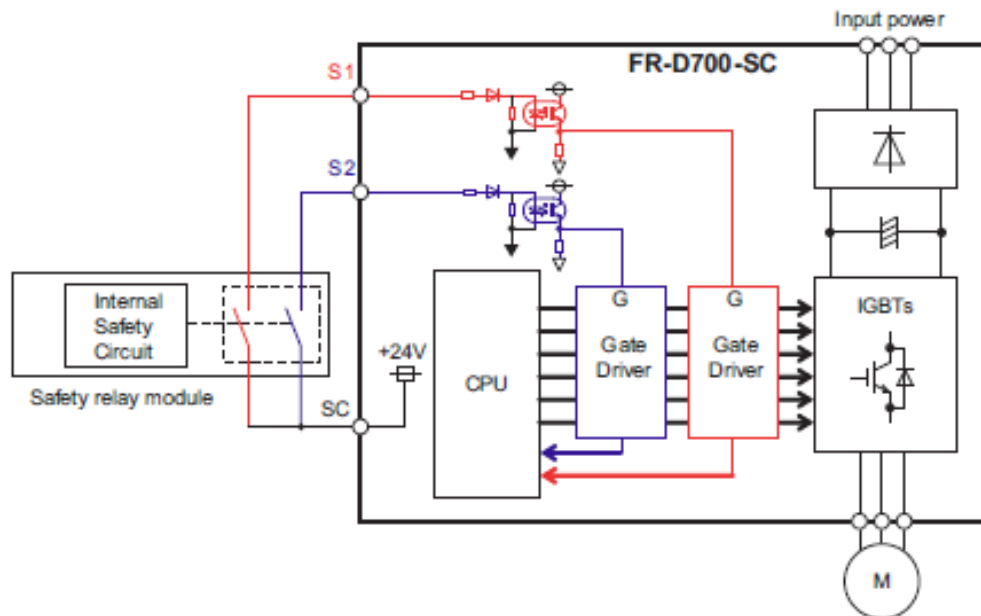 Input power
FR-D700-SC
S1
S2
Internal
Safety
Circuit
Safety relay module
+24V
SC
CPU
G
Gate
Driver
G
Gate
Driver
IGBTs
M